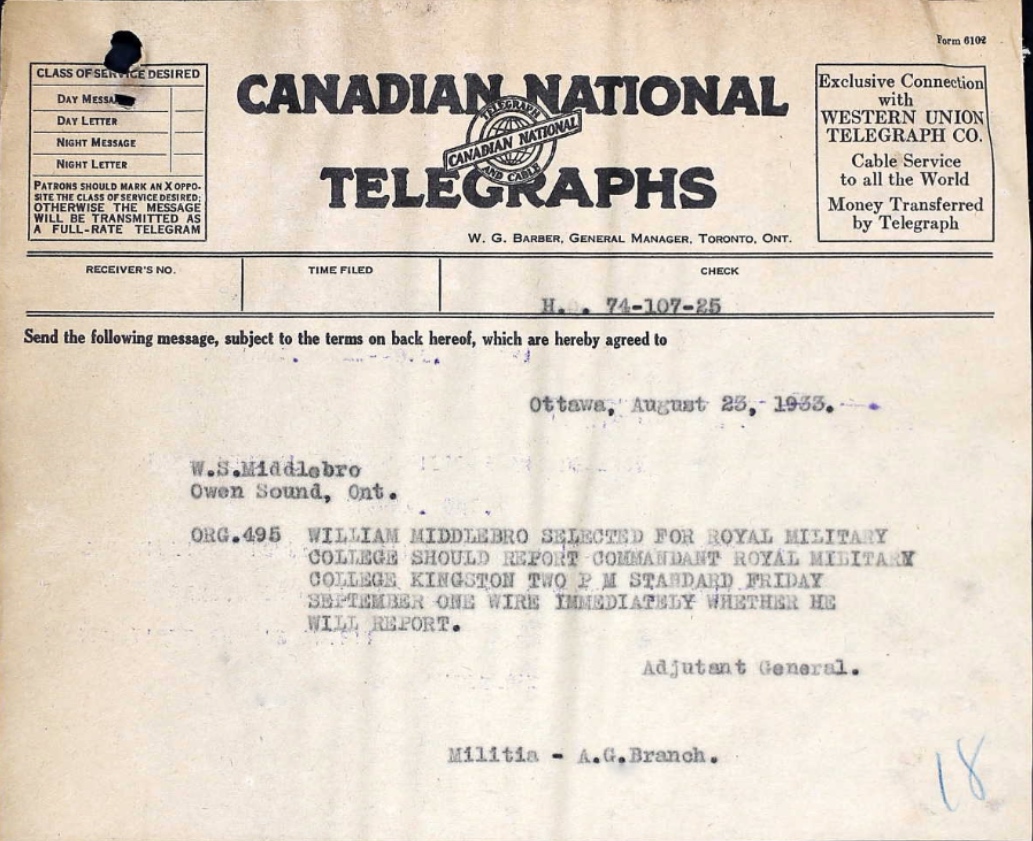 Form 6102
CLASS OF SERVICE DESIRED
DAY MESSAGE
DAY LETTER
NIGHT MESSAGE
NIGHT LETTER
PATRONS SHOULD MARK AN X OPPO-
SITE THE CLASS OF SERVICE DESIRED;
OTHERWISE THE MESSAGE
WILL BE TRANSMITTED AS
A FULL-RATE TELEGRAM
CANADIAN NATIONAL
TELEGRAPH
CANADIAN NATIONAL
AND CABLE
TELEGRAPHS
W. G. BARBER, GENERAL MANAGER, TORONTO, ONT.
Exclusive Connection
with
WESTERN UNION
TELEGRAPH CO.
Cable Service
to all the World
Money Transferred
by Telegraph
RECEIVER'S NO.
TIME FILED
CHECK
H. . 74-107-25
Send the following message, subject to the terms on back hereof, which are hereby agreed to
Ottawa, August 23, 1933.
W.S.Middlebro
Owen Sound, Ont.
ORG.495 WILLIAM MIDDLEBRO SELECTED FOR ROYAL MILITARY
COLLEGE SHOULD REPORT COMMANDANT ROYAL MILITARY
COLLEGE KINGSTON TWO P M STANDARD FRIDAY
SEPTEMBER ONE WIRE IMMEDIATELY WHETHER HE
WILL REPORT.
Adjutant General.
Militia - A.G.Branch.
18